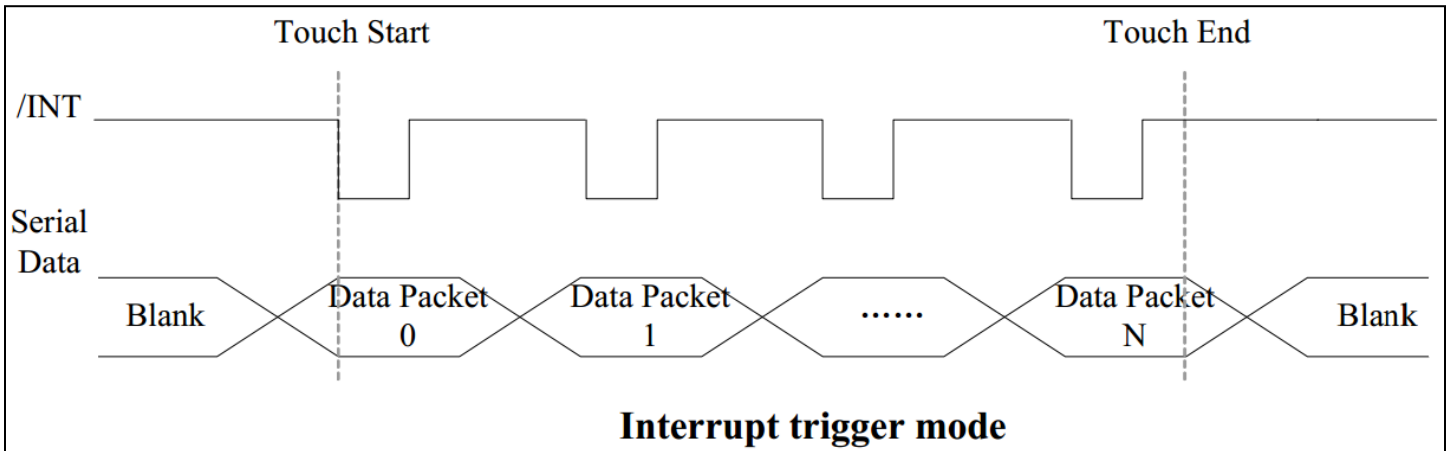 Touch Start
Touch End
/INT
Serial
Data
Blank
Data Packet
0
Data Packet
1
......
Data Packet
N
Blank
Interrupt trigger mode